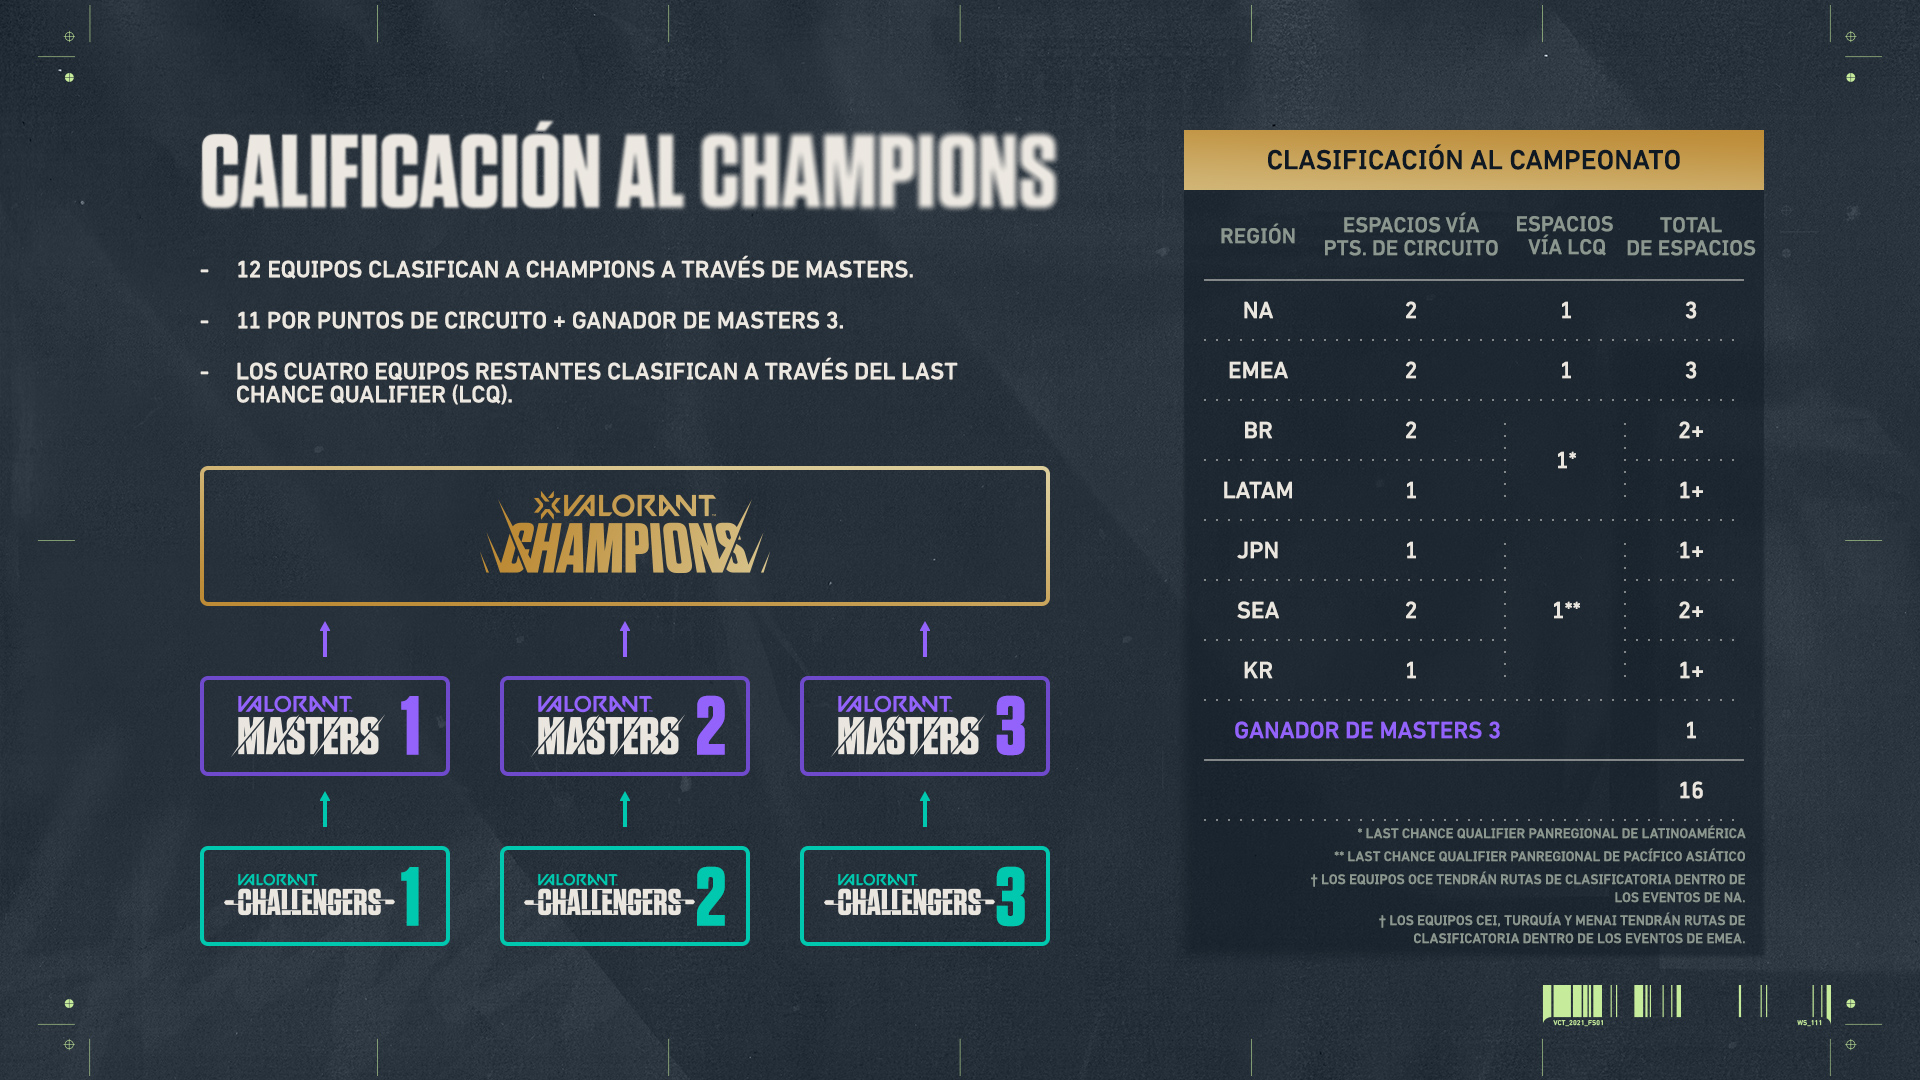 CALIFICACIÓN AL CHAMPIONS
- 12 EQUIPOS CLASIFICAN A CHAMPIONS A TRAVÉS DE MASTERS.
- 11 POR PUNTOS DE CIRCUITO + GANADOR DE MASTERS 3.
- LOS CUATRO EQUIPOS RESTANTES CLASIFICAN A TRAVÉS DEL LAST
CHANCE QUALIFIER (LCQ).
VALORANT
CHAMPIONS
VALORANT
MASTERS 1
VALORANT
MASTERS 2
VALORANT
MASTERS 3
VALORANT
CHALLENGERS 1
VALORANT
CHALLENGERS 2
VALORANT
CHALLENGERS 3
CLASIFICACIÓN AL CAMPEONATO
REGIÓN ESPACIOS VÍA PTS. DE CIRCUITO ESPACIOS VÍA LCQ TOTAL DE ESPACIOS
NA 2 1 3
EMEA 2 1 3
BR 2 2+
1*
LATAM 1 1+
JPN 1 1+
SEA 2 1** 2+
KR 1 1+
GANADOR DE MASTERS 3 1
16
* LAST CHANCE QUALIFIER PANREGIONAL DE LATINOAMÉRICA
** LAST CHANCE QUALIFIER PANREGIONAL DE PACÍFICO ASIÁTICO
† LOS EQUIPOS OCE TENDRÁN RUTAS DE CLASIFICATORIA DENTRO DE
LOS EVENTOS DE NA.
† LOS EQUIPOS CEI, TURQUÍA Y MENAI TENDRÁN RUTAS DE
CLASIFICATORIA DENTRO DE LOS EVENTOS DE EMEA.
VCT_2021_FS01 WS_111